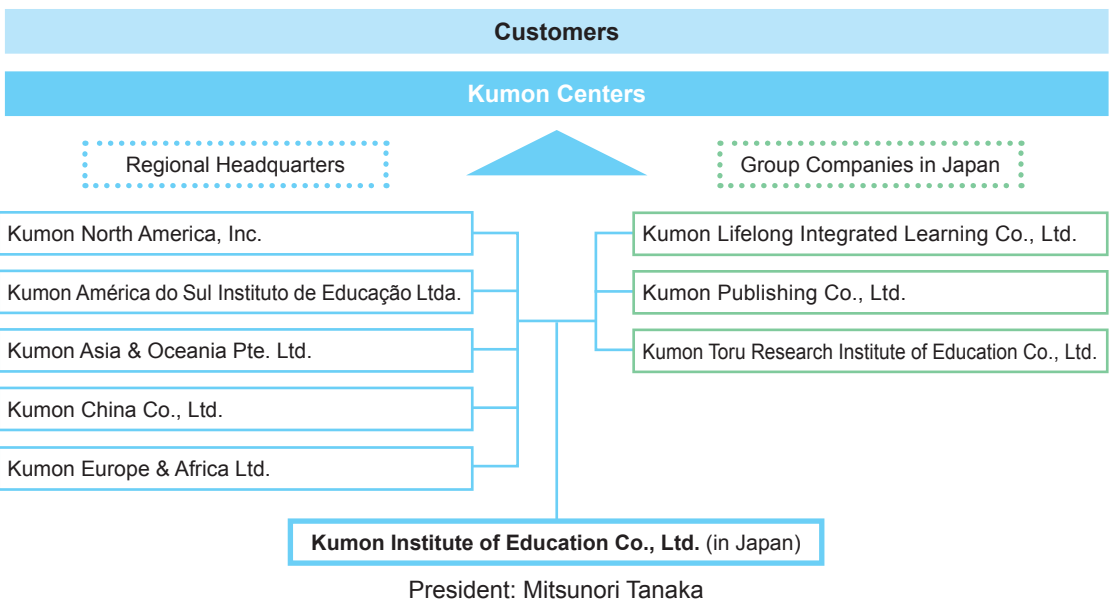 Customers
Kumon Centers
Regional Headquarters
Group Companies in Japan
Kumon North America, Inc.
Kumon América do Sul Instituto de Educação Ltda.
Kumon Asia & Oceania Pte. Ltd.
Kumon China Co., Ltd.
Kumon Europe & Africa Ltd.
Kumon Lifelong Integrated Learning Co., Ltd.
Kumon Publishing Co., Ltd.
Kumon Toru Research Institute of Education Co., Ltd.
Kumon Institute of Education Co., Ltd. (in Japan)
President: Mitsunori Tanaka